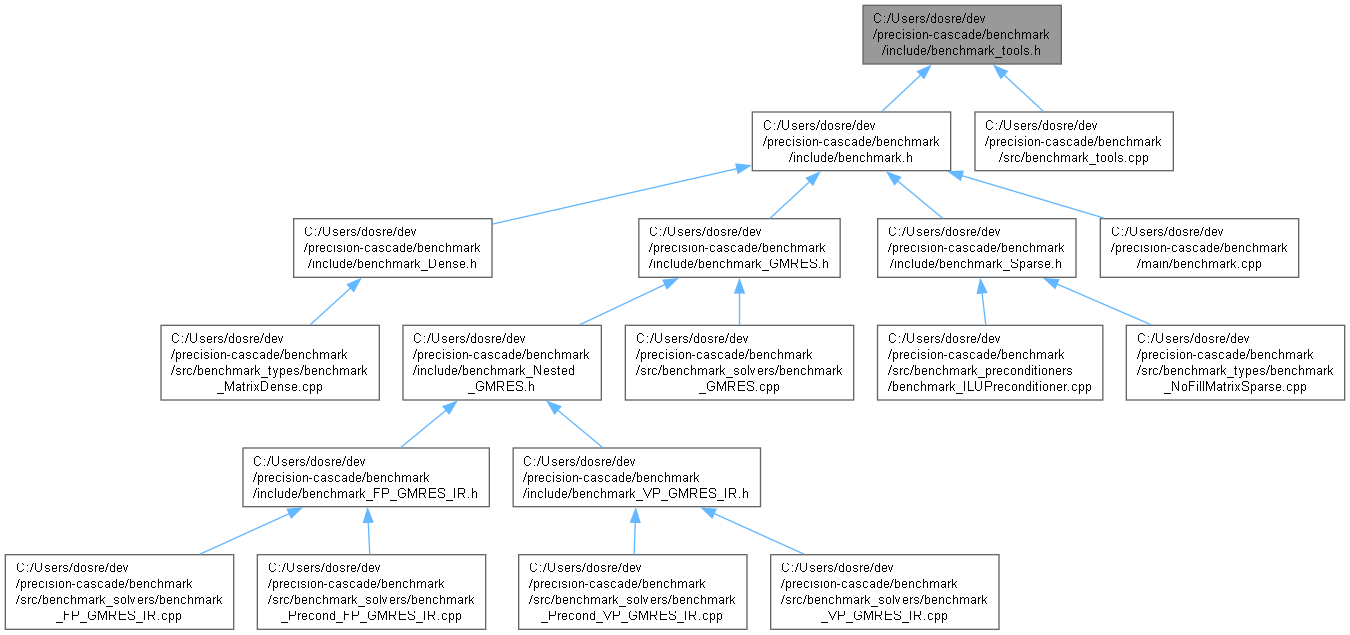 C:/Users/dosre/dev
/precision-cascade/benchmark
/include/benchmark_tools.h
C:/Users/dosre/dev
/precision-cascade/benchmark
/include/benchmark.h
C:/Users/dosre/dev
/precision-cascade/benchmark
/src/benchmark_tools.cpp
C:/Users/dosre/dev
/precision-cascade/benchmark
/include/benchmark_Dense.h
C:/Users/dosre/dev
/precision-cascade/benchmark
/include/benchmark_GMRES.h
C:/Users/dosre/dev
/precision-cascade/benchmark
/include/benchmark_Sparse.h
C:/Users/dosre/dev
/precision-cascade/benchmark
/main/benchmark.cpp
C:/Users/dosre/dev
/precision-cascade/benchmark
/src/benchmark_types/benchmark
_MatrixDense.cpp
C:/Users/dosre/dev
/precision-cascade/benchmark
/include/benchmark_Nested
_GMRES.h
C:/Users/dosre/dev
/precision-cascade/benchmark
/src/benchmark_solvers/benchmark
_GMRES.cpp
C:/Users/dosre/dev
/precision-cascade/benchmark
/src/benchmark_preconditioners
/benchmark_ILUPreconditioner.cpp
C:/Users/dosre/dev
/precision-cascade/benchmark
/src/benchmark_types/benchmark
_NoFillMatrixSparse.cpp
C:/Users/dosre/dev
/precision-cascade/benchmark
/include/benchmark_FP_GMRES_IR.h
C:/Users/dosre/dev
/precision-cascade/benchmark
/include/benchmark_VP_GMRES_IR.h
C:/Users/dosre/dev
/precision-cascade/benchmark
/src/benchmark_solvers/benchmark
_FP_GMRES_IR.cpp
C:/Users/dosre/dev
/precision-cascade/benchmark
/src/benchmark_solvers/benchmark
_Precond_FP_GMRES_IR.cpp
C:/Users/dosre/dev
/precision-cascade/benchmark
/src/benchmark_solvers/benchmark
_Precond_VP_GMRES_IR.cpp
C:/Users/dosre/dev
/precision-cascade/benchmark
/src/benchmark_solvers/benchmark
_VP_GMRES_IR.cpp